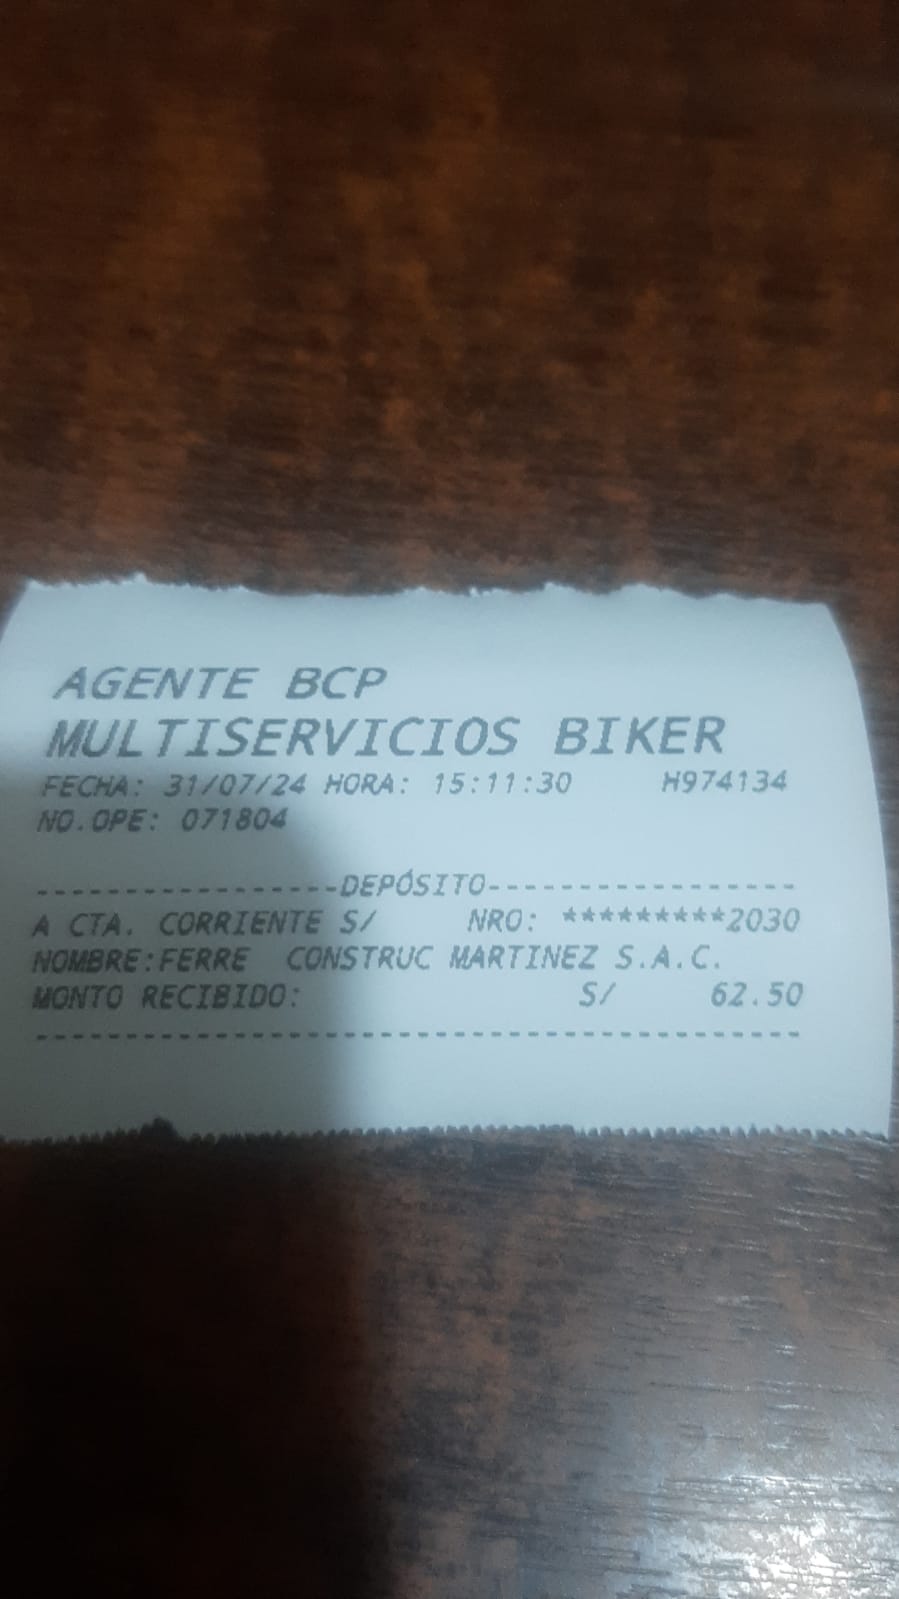 AGENTE BCP
MULTISERVICIOS BIKER
FECHA: 31/07/24 HORA: 15:11:30 H974134
NO.OPE: 071804
-----------------DEPÓSITO-----------------
A CTA. CORRIENTE S/ NRO: *********2030
NOMBRE:FERRE CONSTRUC MARTINEZ S.A.C.
MONTO RECIBIDO: S/ 62.50